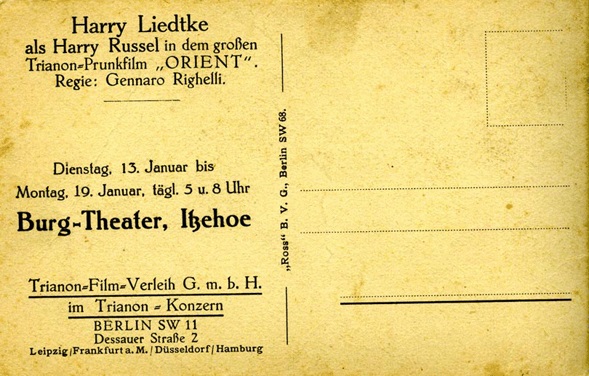 Harry Liedtke
als Harry Russel in dem großen
Trianon=Prunkfilm „ORIENT“.
Regie: Gennaro Righelli.
Dienstag, 13. Januar bis
Montag, 19. Januar, tägl. 5 u. 8 Uhr
Burg=Theater, Itzehoe
Trianon=Film=Verleih G. m. b. H.
im Trianon = Konzern
BERLIN SW 11
Dessauer Straße 2
Leipzig/Frankfurt a. M./Düsseldorf/Hamburg
„Ross“ B. V. G., Berlin SW 68.